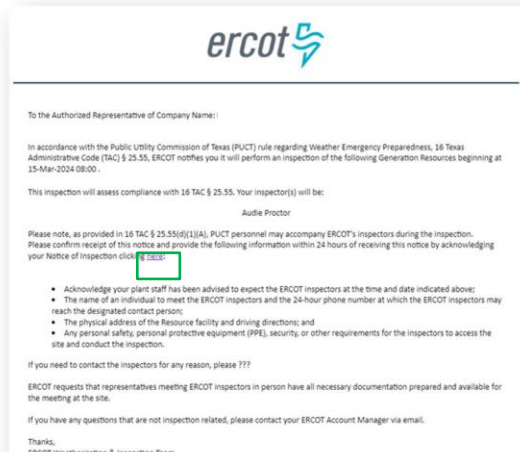 ercot
To the Authorized Representative of Company Name:
In accordance with the Public Utility Commission of Texas (PUCT) rule regarding Weather Emergency Preparedness, 16 Texas
Administrative Code (TAC) § 25.55, ERCOT notifies you it will perform an inspection of the following Generation Resources beginning at
15-Mar-2024 08:00 .
This inspection will assess compliance with 16 TAC § 25.55. Your inspector(s) will be:
Audie Proctor
Please note, as provided in 16 TAC § 25.55(d)(1)(A), PUCT personnel may accompany ERCOT's inspectors during the inspection.
Please confirm receipt of this notice and provide the following information within 24 hours of receiving this notice by acknowledging
your Notice of Inspection clicking here:
• Acknowledge your plant staff has been advised to expect the ERCOT inspectors at the time and date indicated above;
• The name of an individual to meet the ERCOT inspectors and the 24-hour phone number at which the ERCOT inspectors may
reach the designated contact person;
• The physical address of the Resource facility and driving directions; and
• Any personal safety, personal protective equipment (PPE), security, or other requirements for the inspectors to access the
site and conduct the inspection.
If you need to contact the inspectors for any reason, please ???
ERCOT requests that representatives meeting ERCOT inspectors in person have all necessary documentation prepared and available for
the meeting at the site.
If you have any questions that are not inspection related, please contact your ERCOT Account Manager via email.
Thanks,
ERCOT Weatherization & Inspection Team